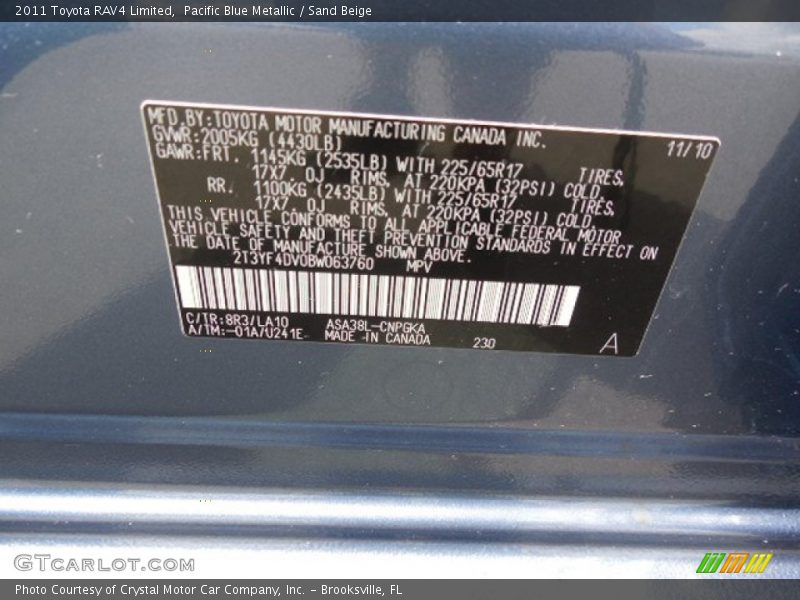 2011 Toyota RAV4 Limited,  Pacific Blue Metallic / Sand Beige
MFD.BY:TOYOTA MOTOR MANUFACTURING CANADA INC.
GVWR:2005KG (4430LB) 11/10
GAWR:FRT. 1145KG (2535LB) WITH 225/65R17 TIRES,
17X7.0J RIMS, AT 220KPA (32PSI) COLD
RR. 1100KG (2435LB) WITH 225/65R17 TIRES,
17X7.0J RIMS, AT 220KPA (32PSI) COLD
THIS VEHICLE CONFORMS TO ALL APPLICABLE FEDERAL MOTOR
VEHICLE SAFETY AND THEFT PREVENTION STANDARDS IN EFFECT ON
THE DATE OF MANUFACTURE SHOWN ABOVE.
2T3YF4DV0BW063760 MPV
C/TR:8R3/LA10 ASA38L-CNPGKA
A/TM:-01A/U241E MADE IN CANADA 230 A
GTCARLOT.COM
Photo Courtesy of Crystal Motor Car Company, Inc. – Brooksville, FL